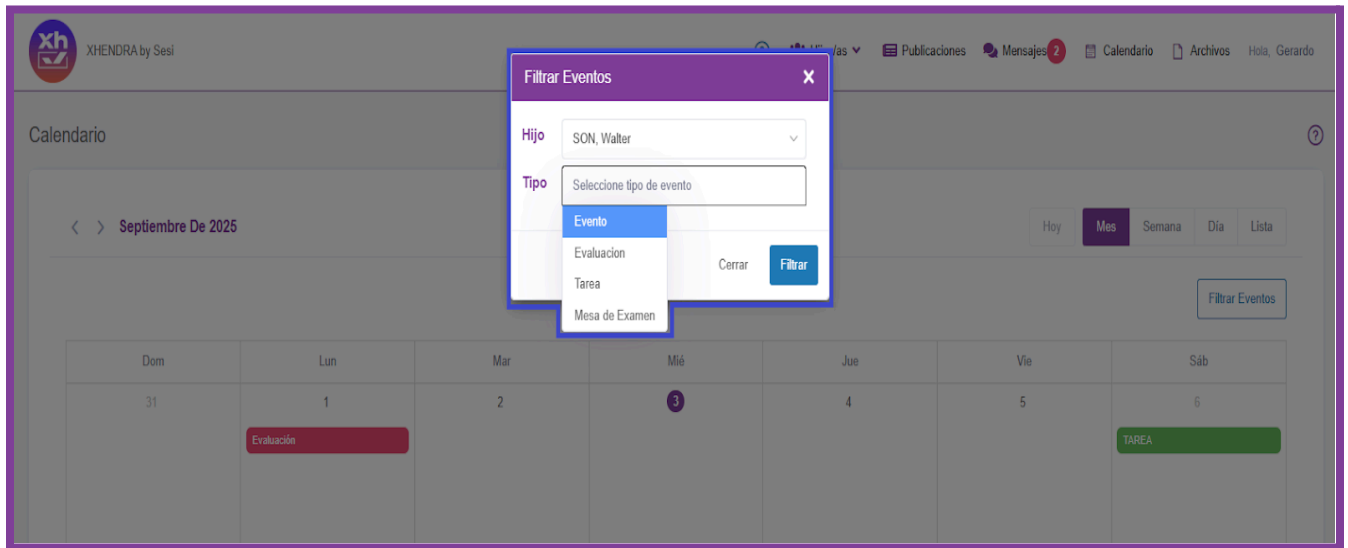 xh
XHENDRA by Sesi
Publicaciones
Mensajes 2
Calendario
Archivos
Hola, Gerardo
Filtrar Eventos X
Calendario
Hijo SON, Walter
?
Tipo Seleccione tipo de evento
Evento
Evaluacion
Tarea
Mesa de Examen
Cerrar Filtrar
< > Septiembre De 2025
Hoy Mes Semana Día Lista
Filtrar Eventos
Dom Lun Mar Mié Jue Vie Sáb
31 1 2 3 4 5 6
Evaluación TAREA